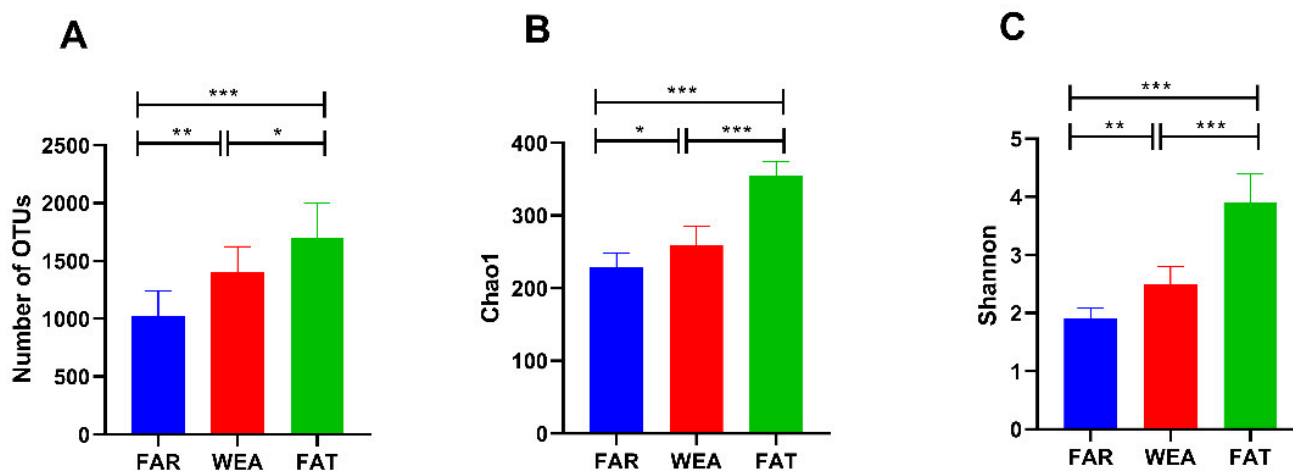 A
***
** *
2500
2000
1500
1000
500
0
Number of OTUs
FAR WEA FAT
B
***
* ***
400
300
200
100
0
Chao1
FAR WEA FAT
C
***
** ***
5
4
3
2
1
0
Shannon
FAR WEA FAT